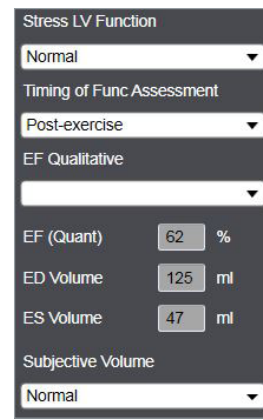 Stress LV Function
Normal
Timing of Func Assessment
Post-exercise
EF Qualitative
EF (Quant) 62 %
ED Volume 125 ml
ES Volume 47 ml
Subjective Volume
Normal